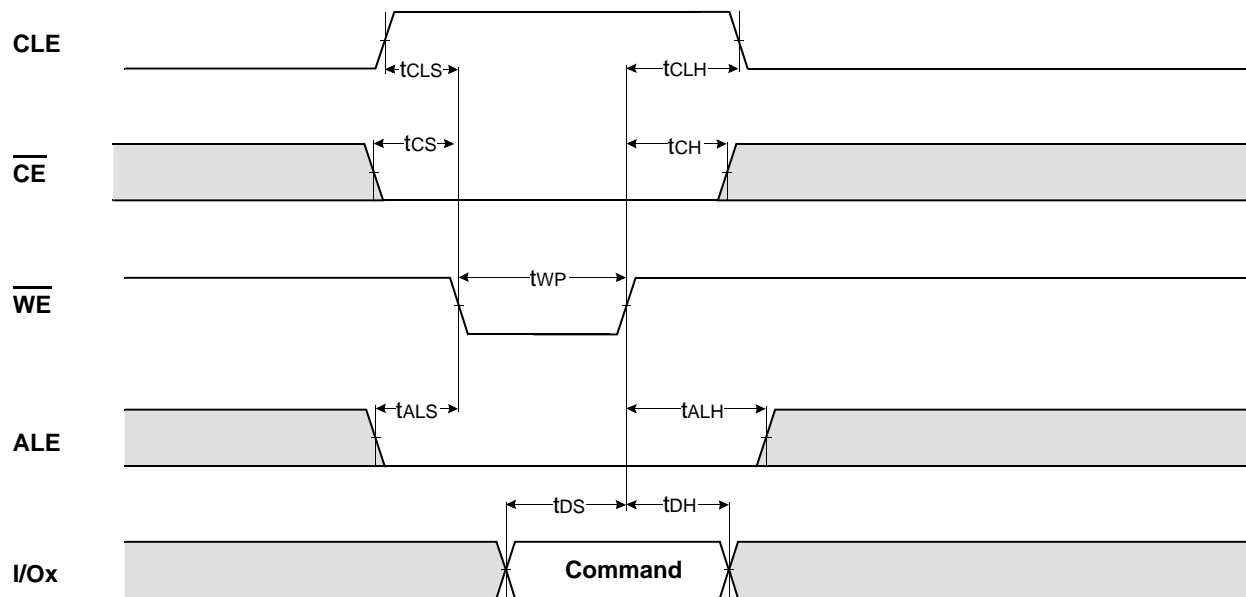 CLE
tCLS
tCLH
CE
tCS
tCH
WE
tWP
ALE
tALS
tALH
I/Ox
tDS
tDH
Command